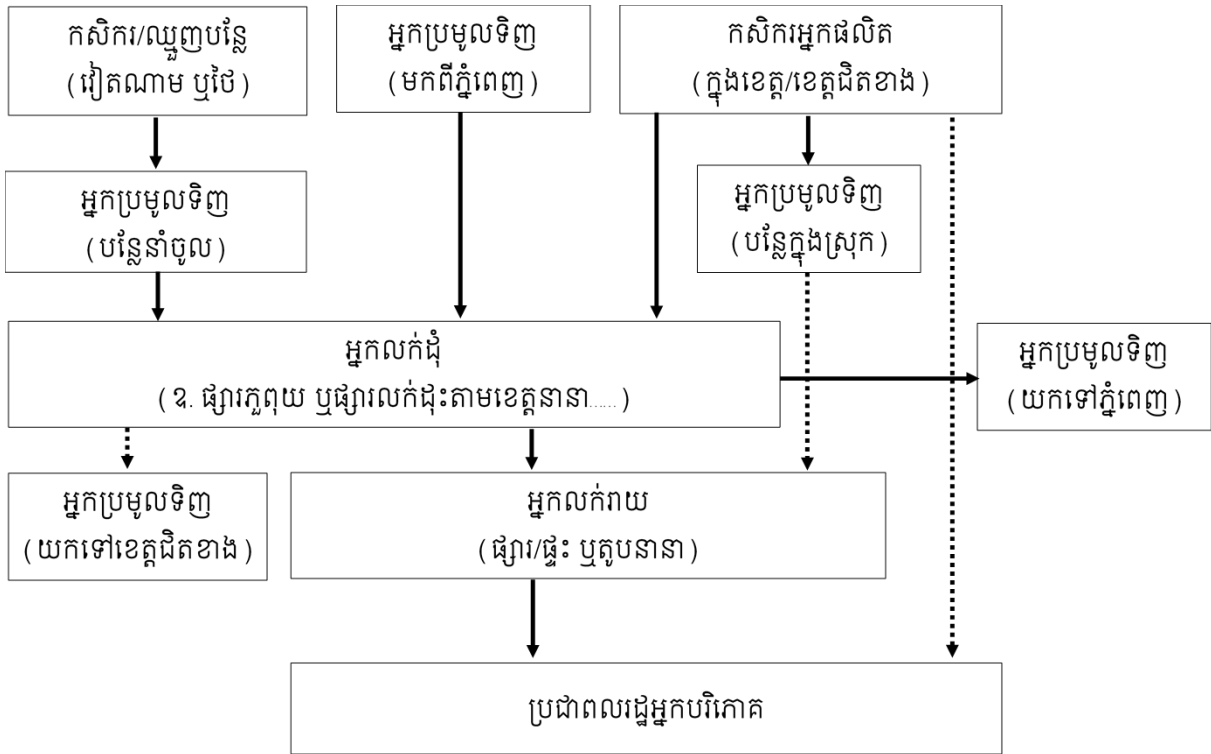 កសិករ/ឈ្មួញបន្លែ
(វៀតណាម ឬថៃ)
អ្នកប្រមូលទិញ
(មកពីភ្នំពេញ)
កសិករអ្នកផលិត
(ក្នុងខេត្ត/ខេត្តជិតខាង)
អ្នកប្រមូលទិញ
(បន្លែនាំចូល)
អ្នកប្រមូលទិញ
(បន្លែក្នុងស្រុក)
អ្នកលក់ដុំ
(ឧ. ផ្សារភួពុយ ឬផ្សារលក់ដុះតាមខេត្តនានា......)
អ្នកប្រមូលទិញ
(យកទៅភ្នំពេញ)
អ្នកប្រមូលទិញ
(យកទៅខេត្តជិតខាង)
អ្នកលក់រាយ
(ផ្សារ/ផ្ទះ ឬតូបនានា)
ប្រជាពលរដ្ឋអ្នកបរិភោគ